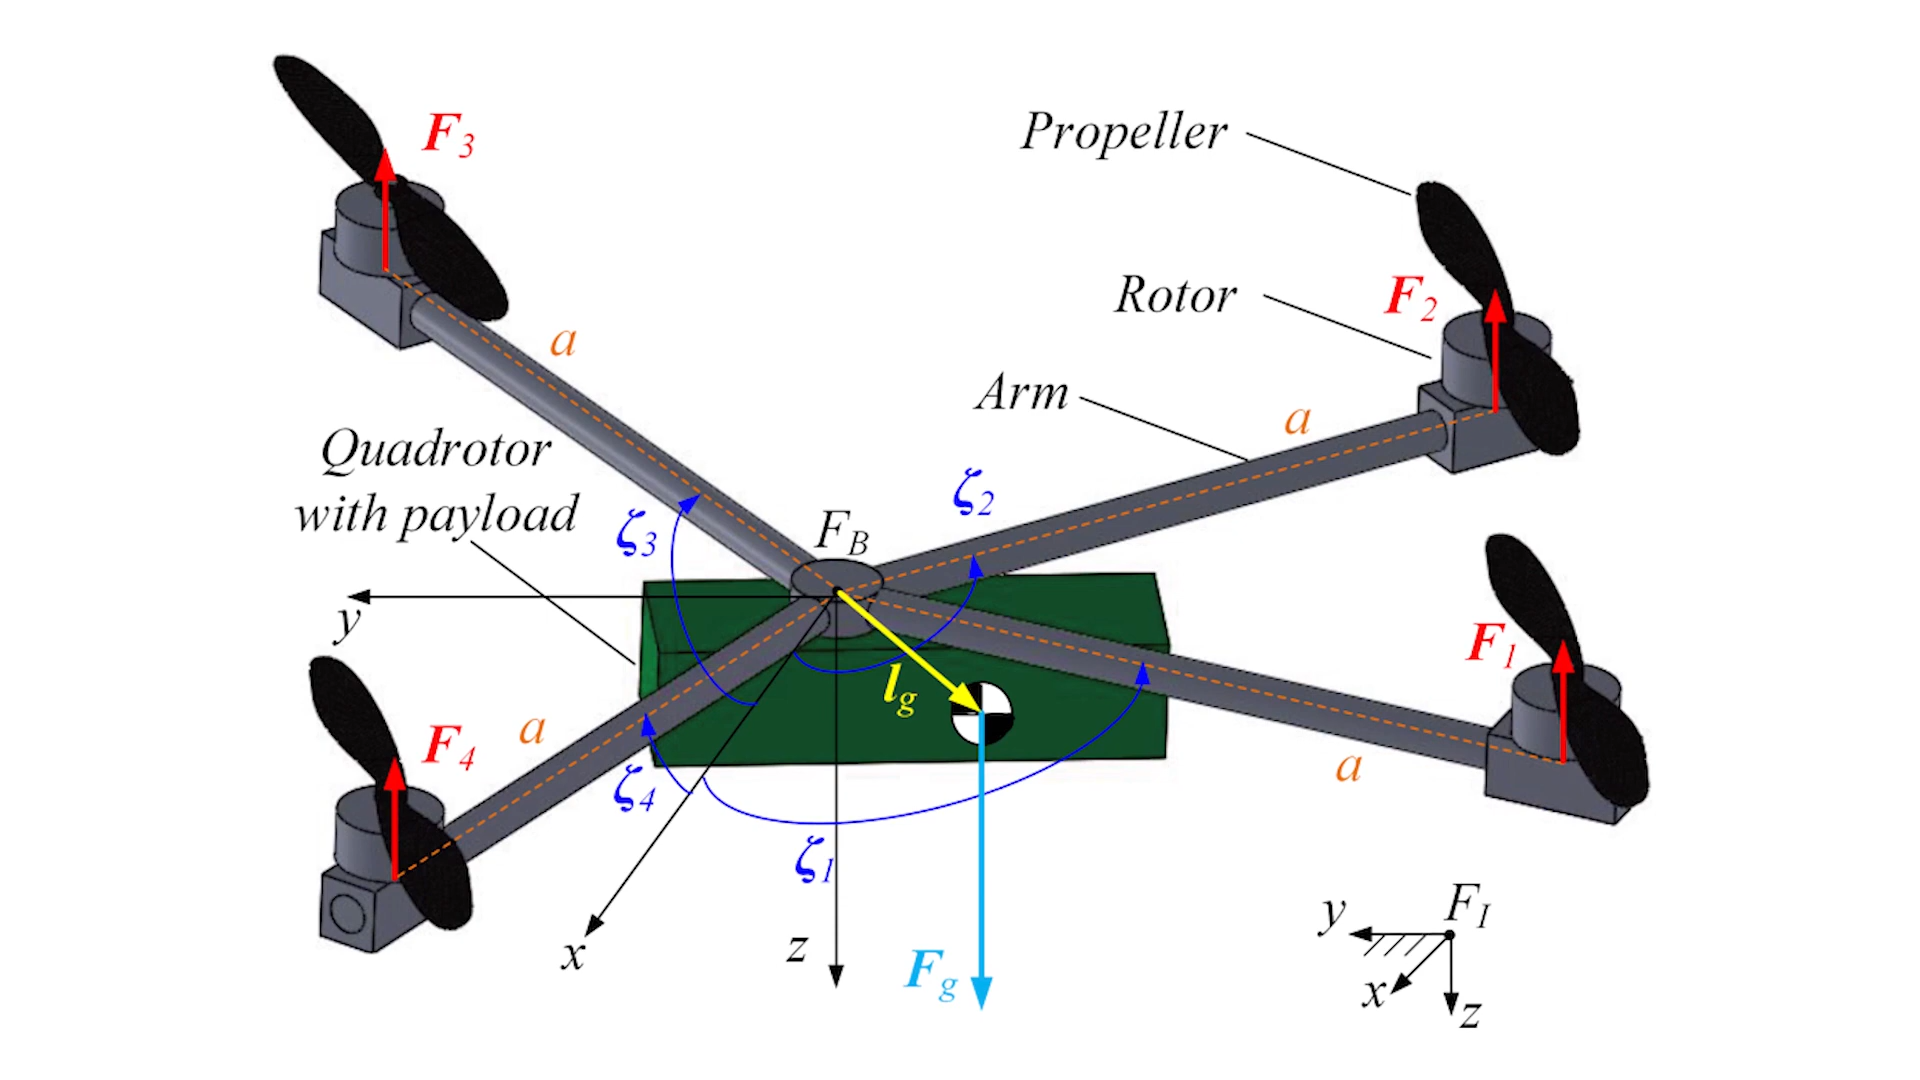 F3
Propeller
F2
Rotor
a
Arm
a
Quadrotor
with payload
ζ2
ζ3
FB
y
F1
lg
a
F4
ζ4
a
ζ1
x
z
Fg
y
FI
x
z